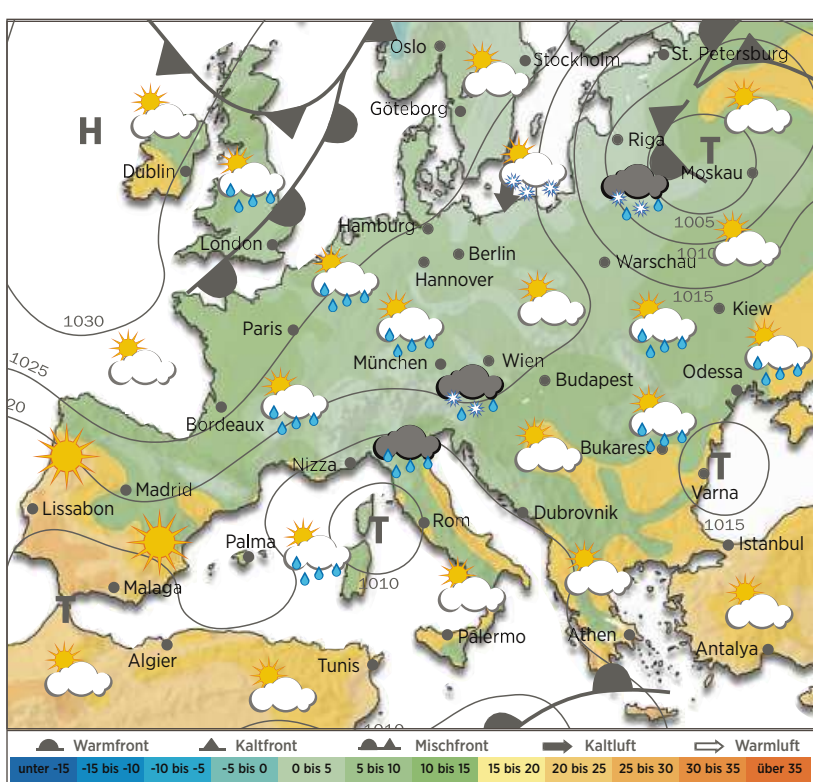 Oslo
Stockholm
St. Petersburg
Göteborg
H
Riga
T
Dublin
Moskau
Hamburg
1005
London
Berlin
1010
Warschau
Hannover
1015
Kiew
1030
Paris
München
Wien
1025
Budapest
Odessa
20
Bordeaux
Bukarest
Nizza
T
Madrid
Varna
Lissabon
Rom
Dubrovnik
T
1015
Palma
Istanbul
1010
Malaga
T
Palermo
Athen
Algier
Tunis
Antalya
1010
Warmfront Kaltfront Mischfront Kaltluft Warmluft
unter -15 -15 bis -10 -10 bis -5 -5 bis 0 0 bis 5 5 bis 10 10 bis 15 15 bis 20 20 bis 25 25 bis 30 30 bis 35 über 35